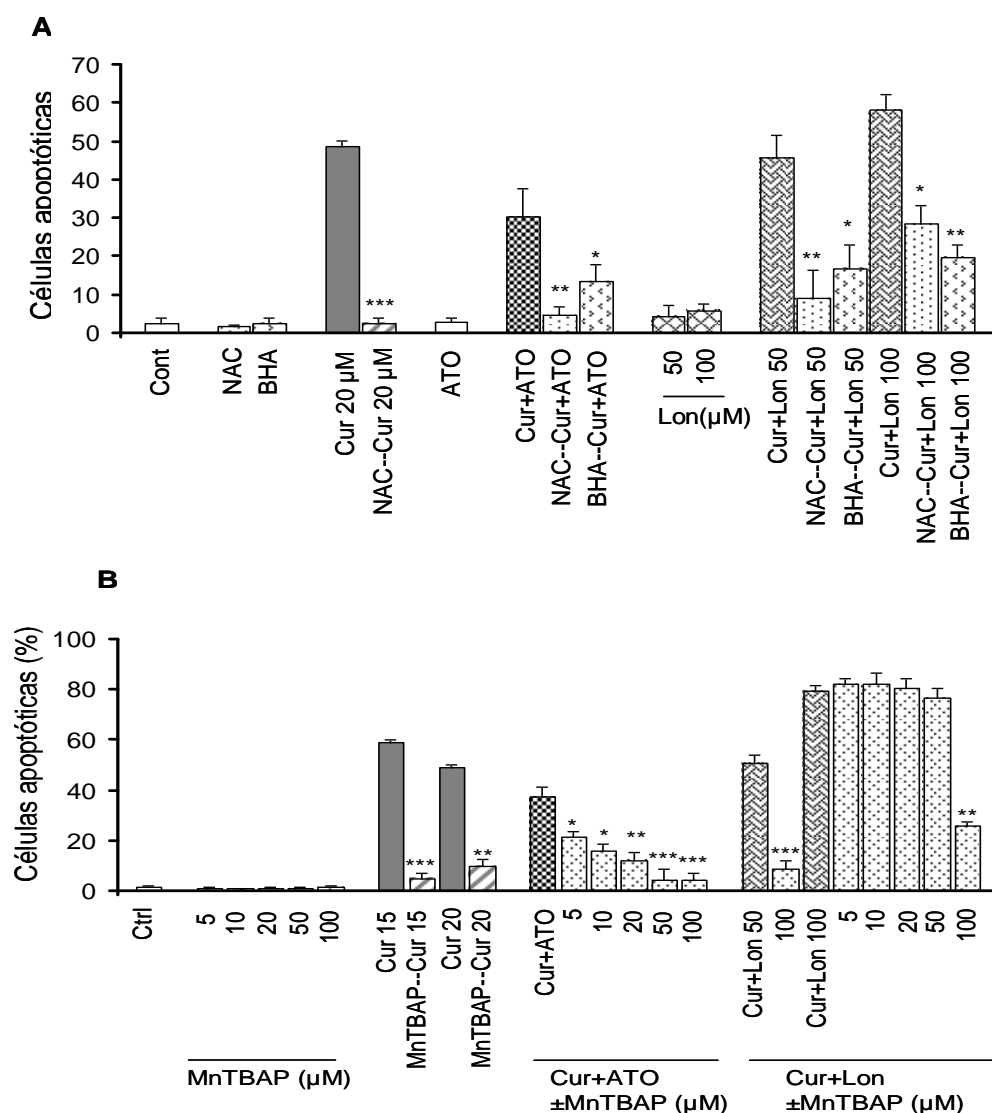 A
Células apoptóticas
70
60
50
40
30
20
10
0
***
**
*
**
*
*
**
Cont
NAC
BHA
Cur 20 µM
NAC--Cur 20 µM
ATO
Cur+ATO
NAC--Cur+ATO
BHA--Cur+ATO
50
100
Lon(µM)
Cur+Lon 50
NAC--Cur+Lon 50
BHA--Cur+Lon 50
Cur+Lon 100
NAC--Cur+Lon 100
BHA--Cur+Lon 100
B
Células apoptóticas (%)
100
80
60
40
20
0
***
**
*
*
**
***
***
***
**
Ctrl
5
10
20
50
100
MnTBAP (µM)
Cur 15
MnTBAP--Cur 15
Cur 20
MnTBAP--Cur 20
Cur+ATO
5
10
20
50
100
Cur+ATO
±MnTBAP (µM)
Cur+Lon 50
100
Cur+Lon 100
5
10
20
50
100
Cur+Lon
±MnTBAP (µM)